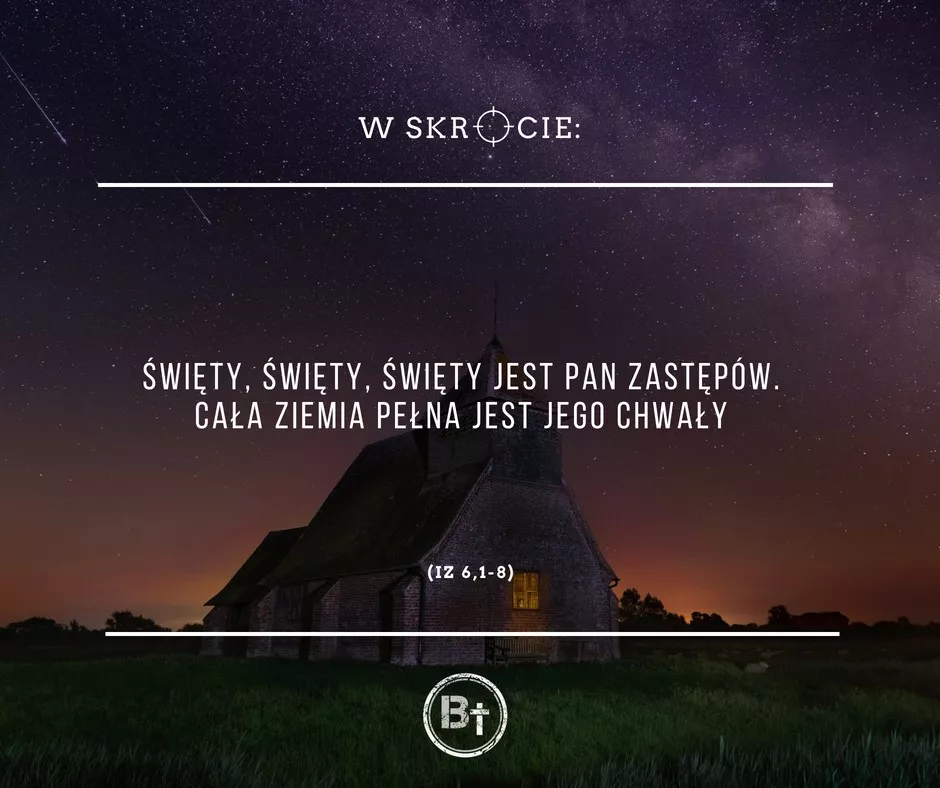 W SKRÓCIE:
ŚWIĘTY, ŚWIĘTY, ŚWIĘTY JEST PAN ZASTĘPÓW.
CAŁA ZIEMIA PEŁNA JEST JEGO CHWAŁY
(IZ 6,1-8)
B†